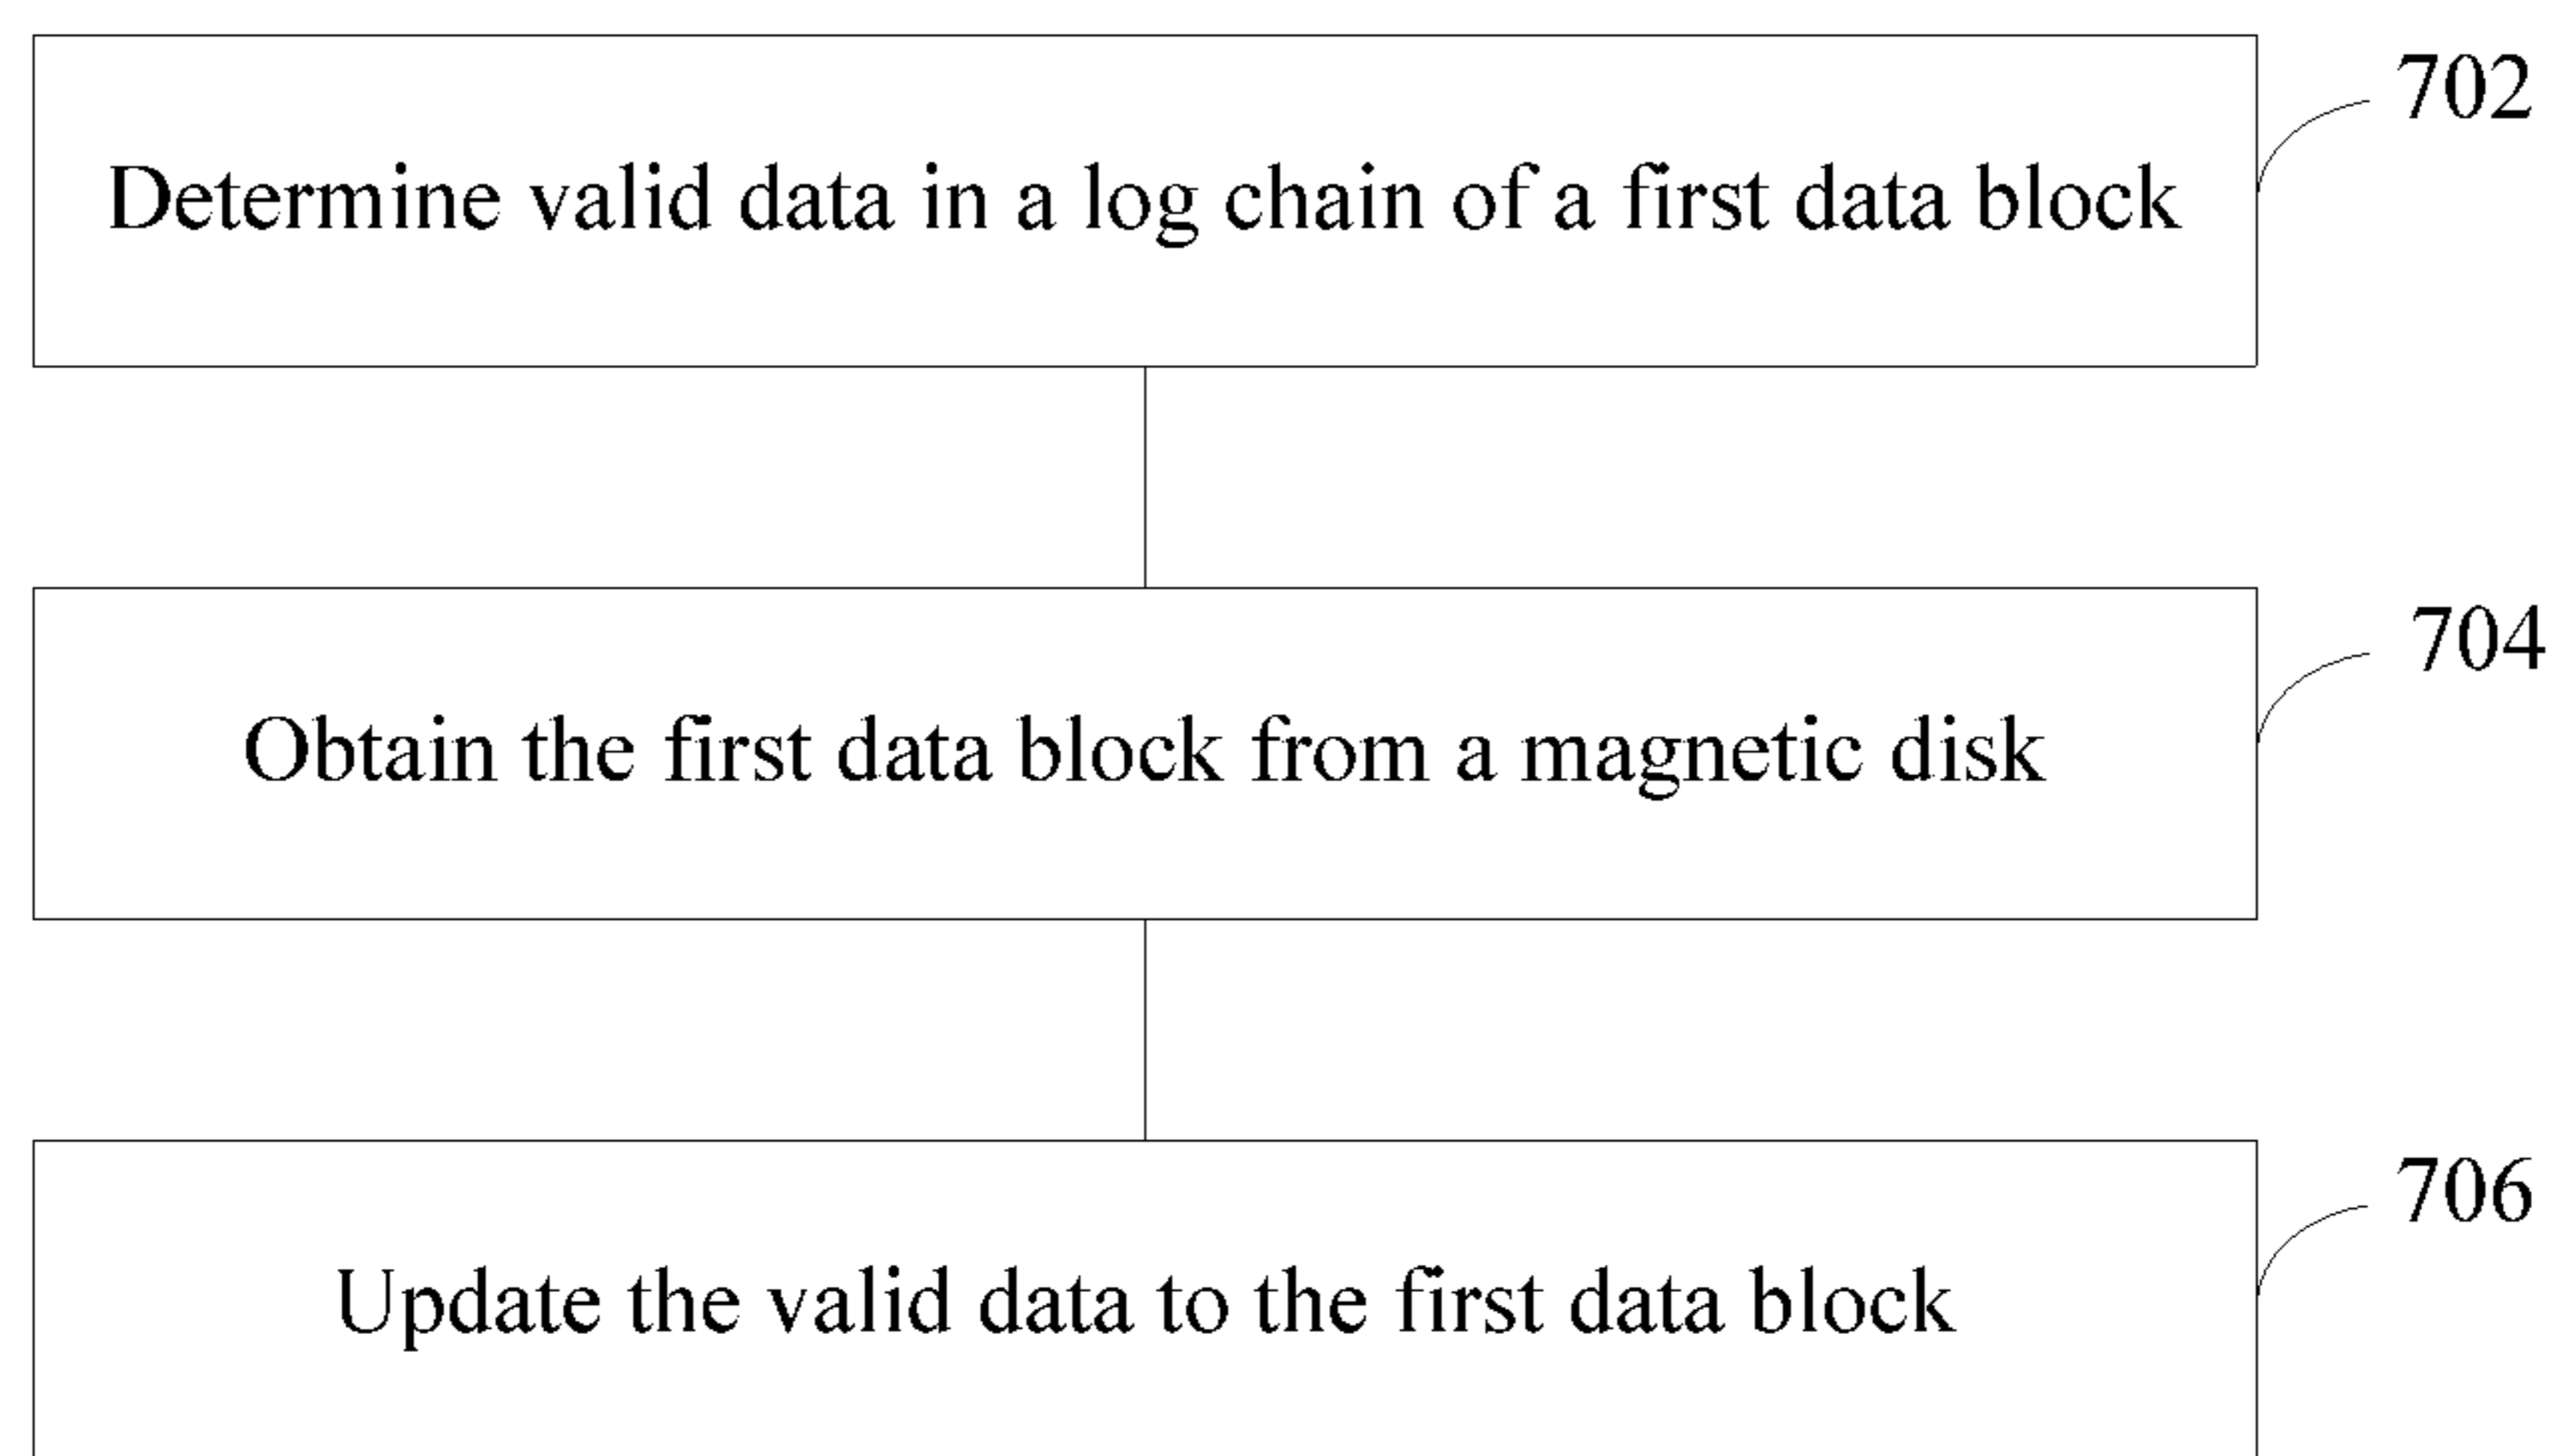 702
Determine valid data in a log chain of a first data block
704
Obtain the first data block from a magnetic disk
706
Update the valid data to the first data block